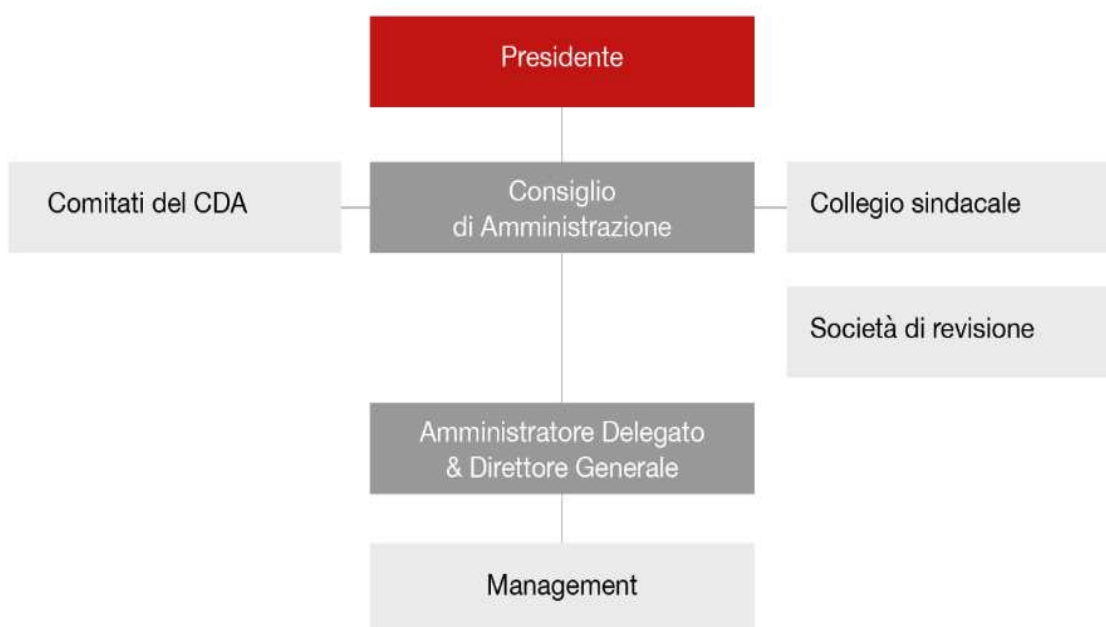 Presidente
Comitati del CDA
Consiglio
di Amministrazione
Collegio sindacale
Società di revisione
Amministratore Delegato
& Direttore Generale
Management